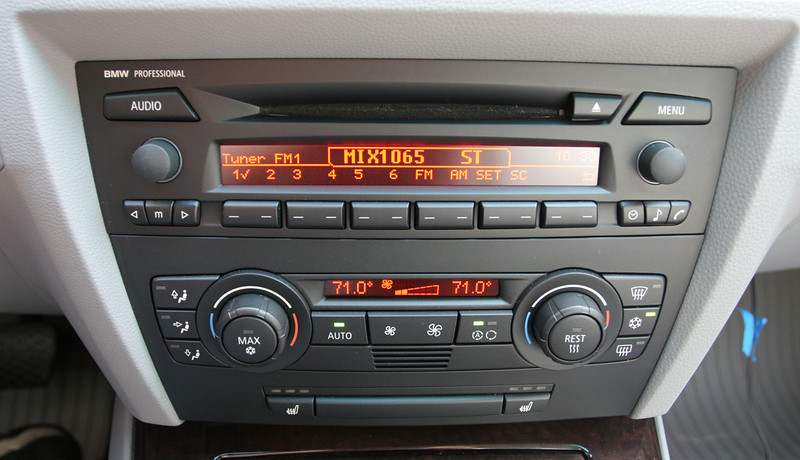 BMW PROFESSIONAL
AUDIO
MENU
Tuner FM1 MIX1065 ST
1✓ 2 3 4 5 6 FM AM SET SC
m
71.0° 71.0°
MAX
AUTO
A
REST